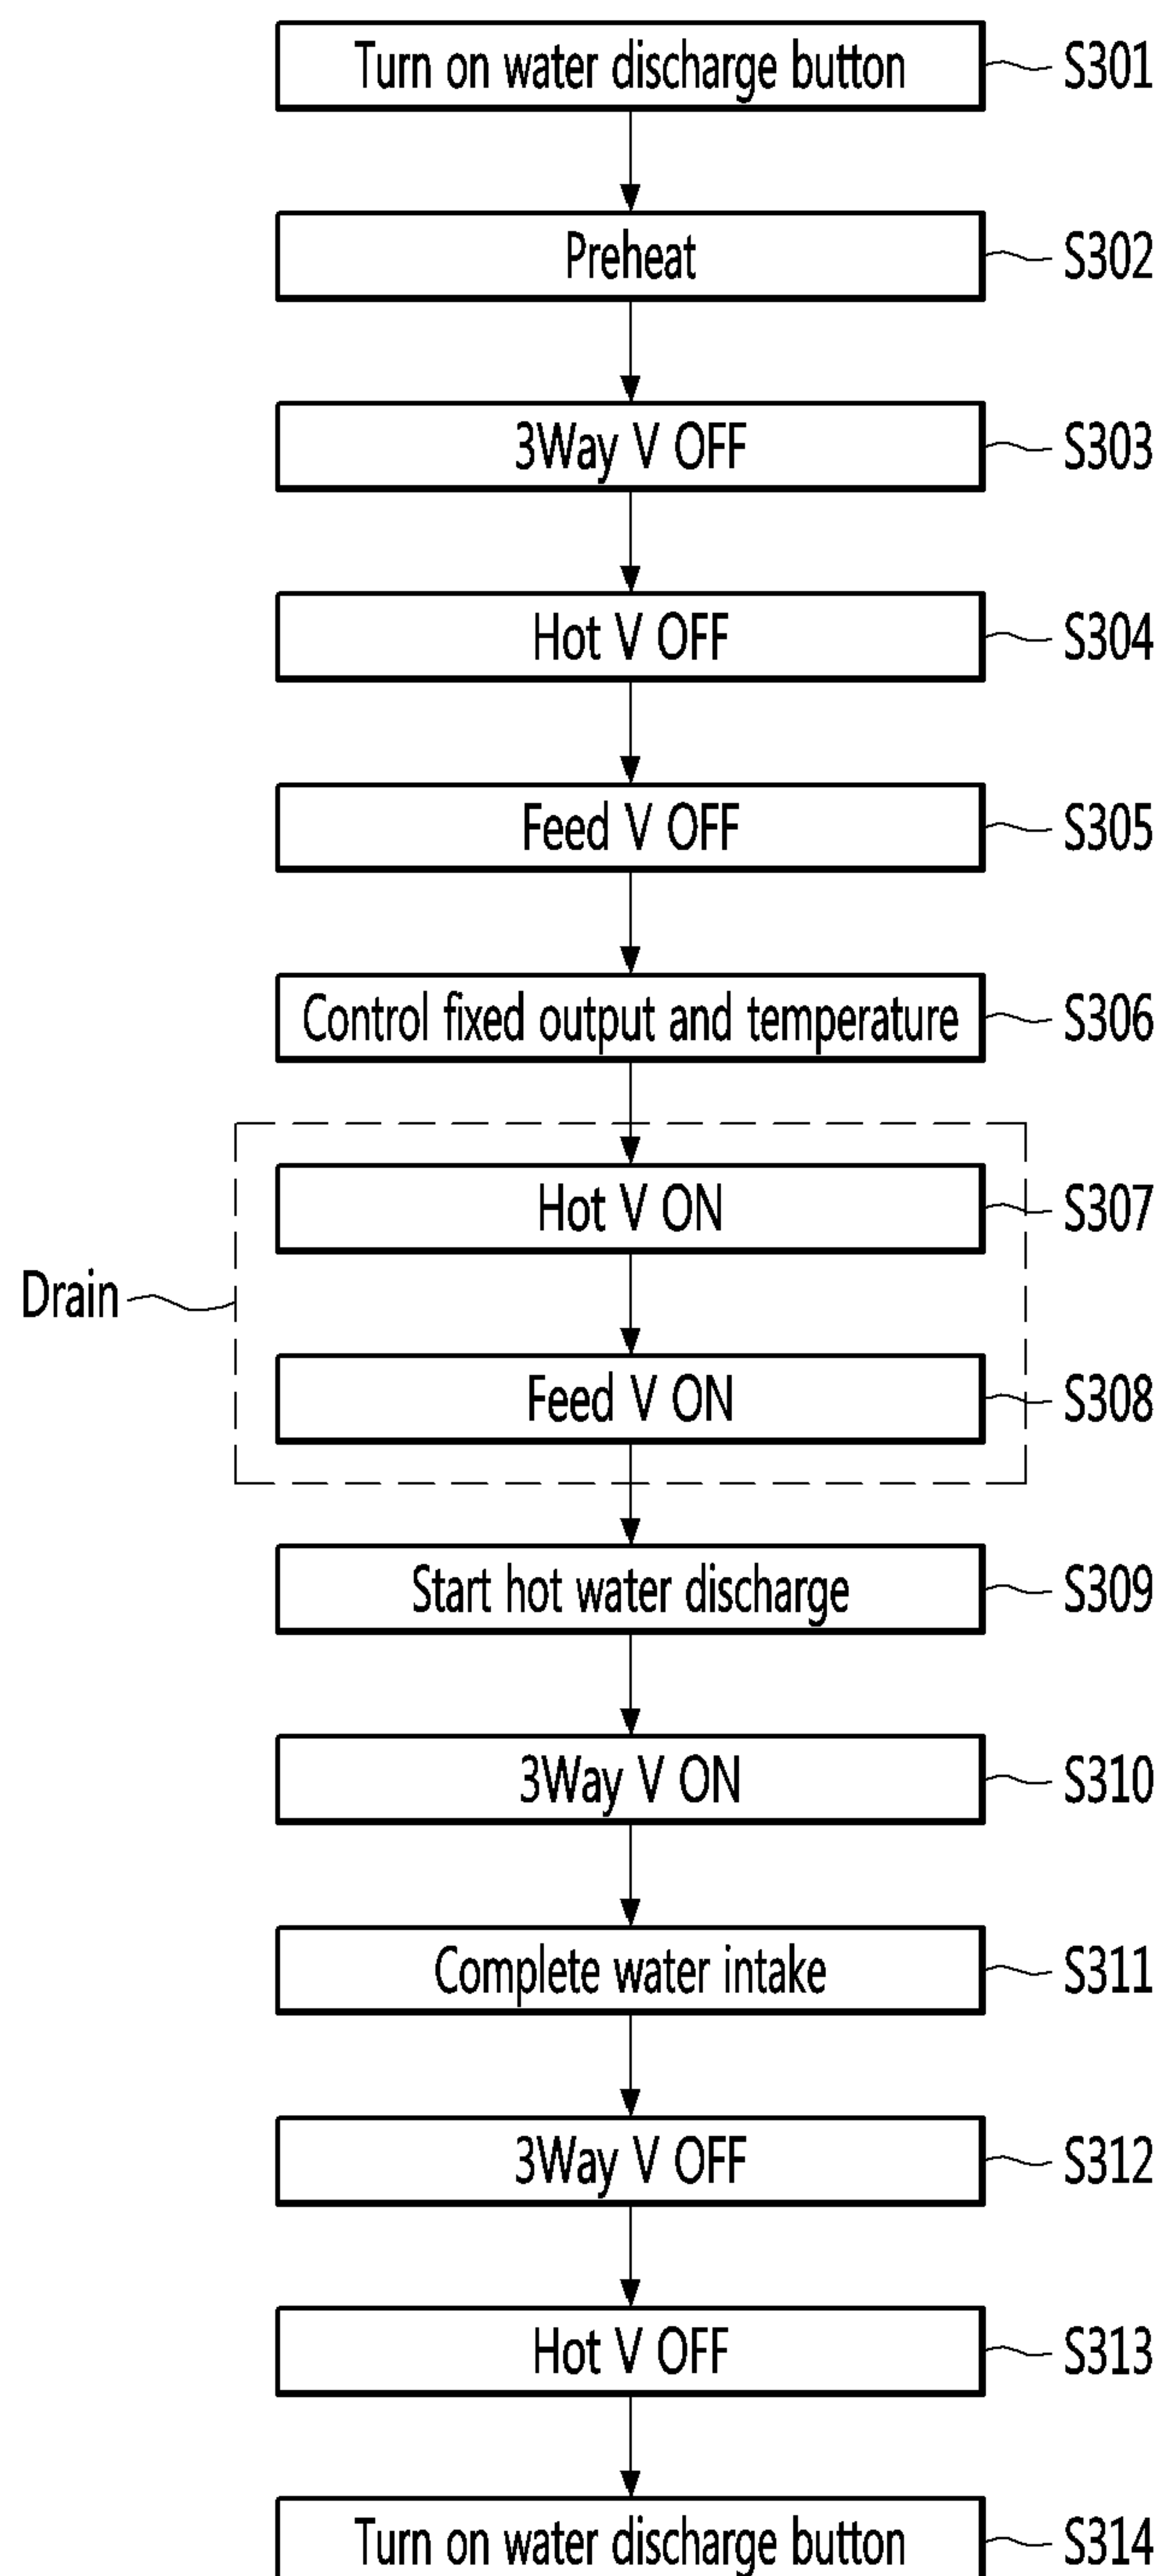 Turn on water discharge button S301
Preheat S302
3Way V OFF S303
Hot V OFF S304
Feed V OFF S305
Control fixed output and temperature S306
Hot V ON S307
Drain
Feed V ON S308
Start hot water discharge S309
3Way V ON S310
Complete water intake S311
3Way V OFF S312
Hot V OFF S313
Turn on water discharge button S314